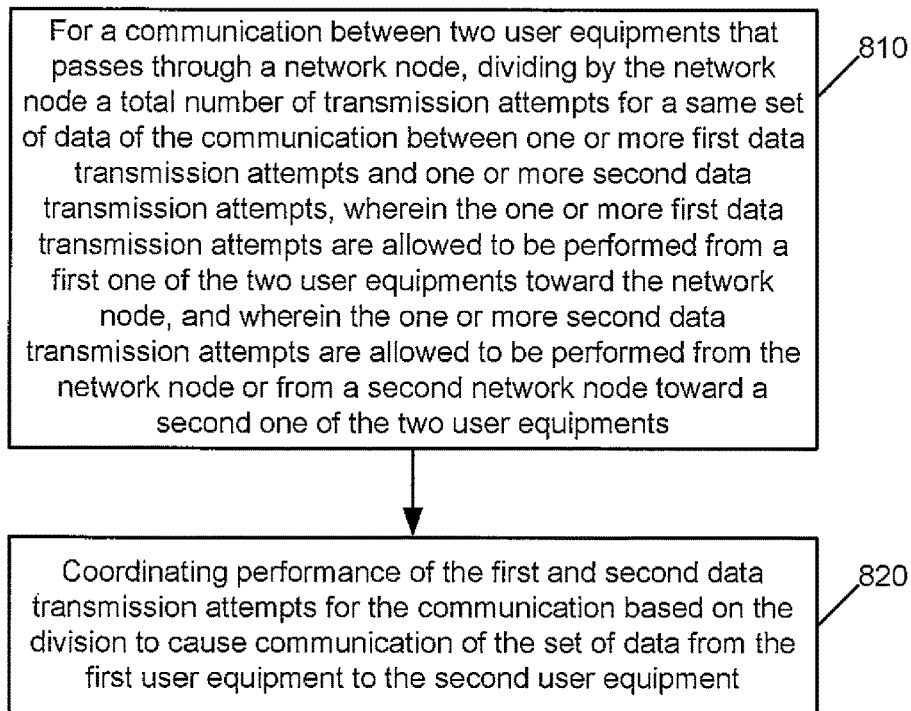 For a communication between two user equipments that
passes through a network node, dividing by the network
node a total number of transmission attempts for a same set
of data of the communication between one or more first data
transmission attempts and one or more second data
transmission attempts, wherein the one or more first data
transmission attempts are allowed to be performed from a
first one of the two user equipments toward the network
node, and wherein the one or more second data
transmission attempts are allowed to be performed from the
network node or from a second network node toward a
second one of the two user equipments
810
Coordinating performance of the first and second data
transmission attempts for the communication based on the
division to cause communication of the set of data from the
first user equipment to the second user equipment
820